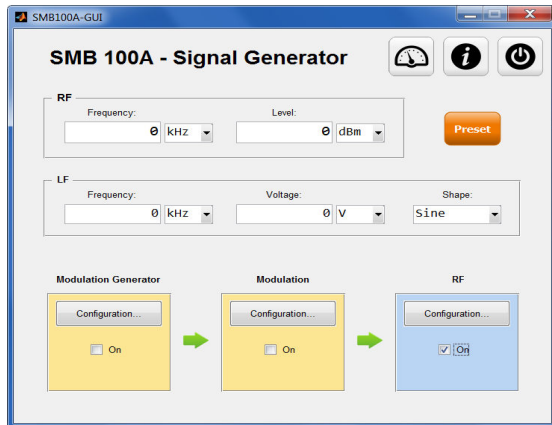 SMB100A-GUI
SMB 100A - Signal Generator
RF
Frequency: Level:
0 kHz 0 dBm
Preset
LF
Frequency: Voltage: Shape:
0 kHz 0 V Sine
Modulation Generator Modulation RF
Configuration... Configuration... Configuration...
On On On